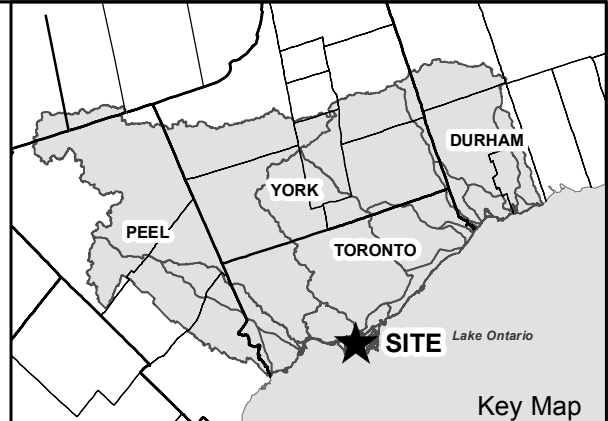 DURHAM
YORK
PEEL
TORONTO
SITE
Lake Ontario
Key Map